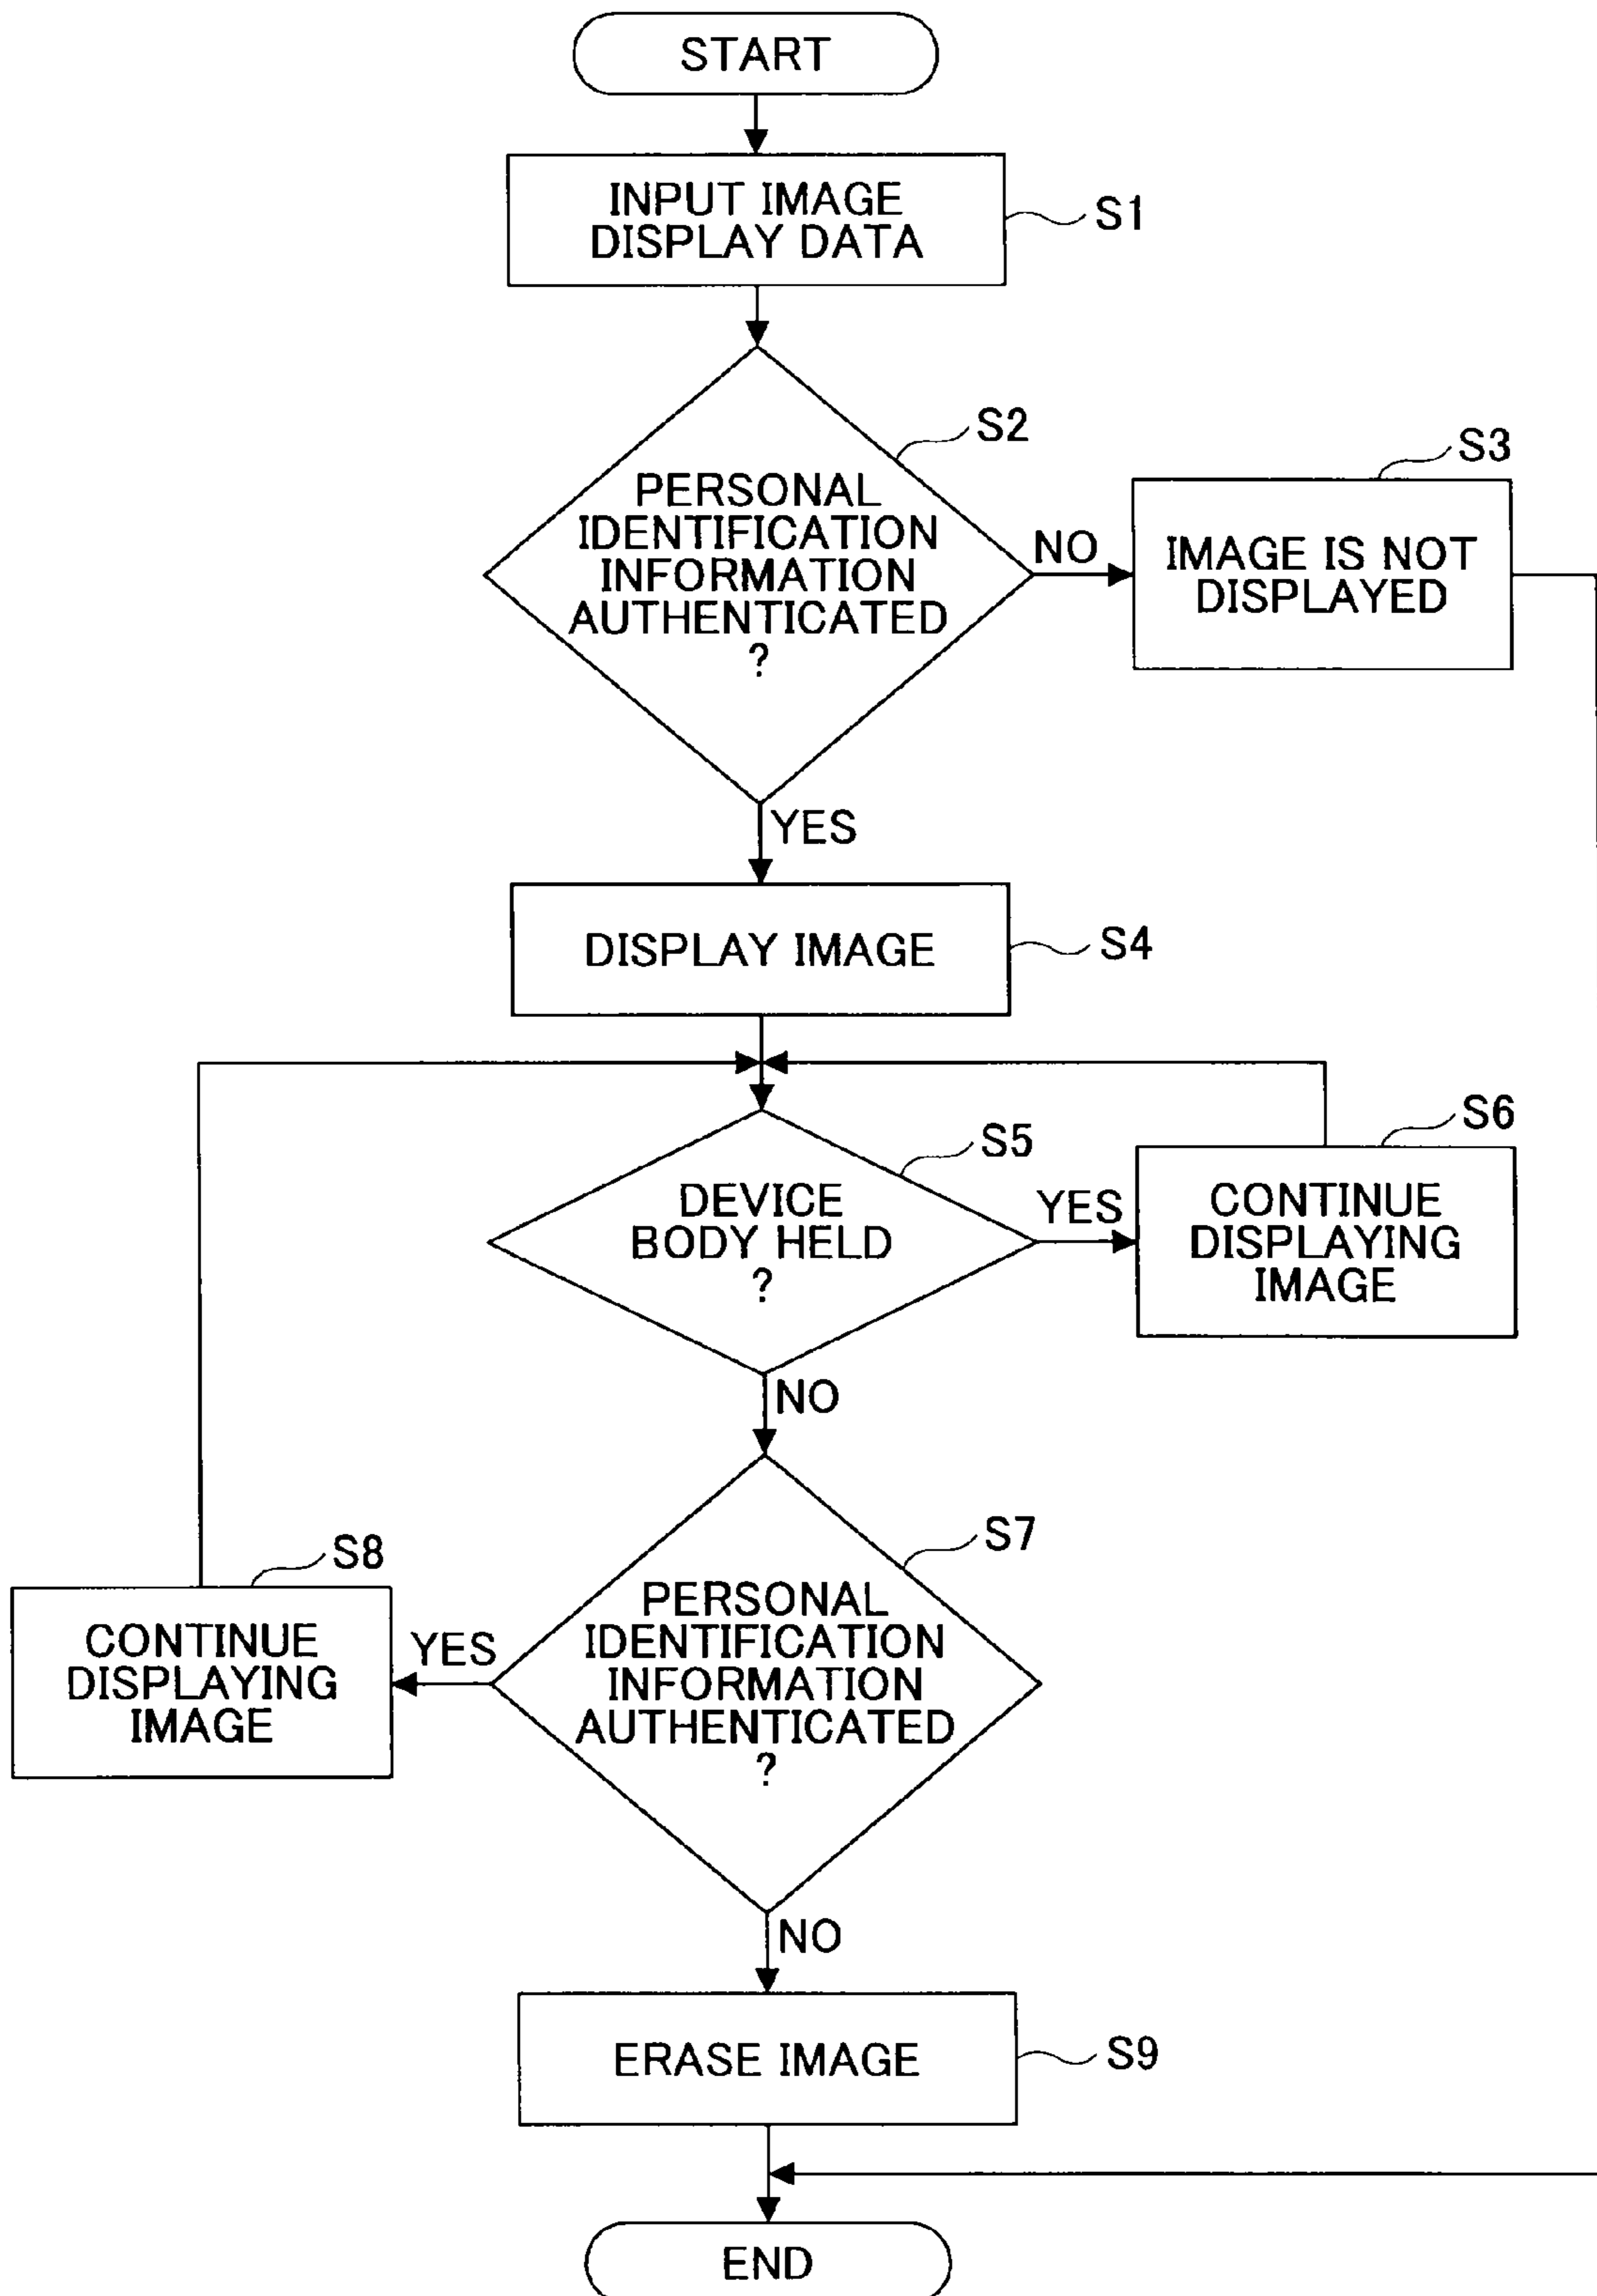 START
INPUT IMAGE
DISPLAY DATA
S1
S2
PERSONAL
IDENTIFICATION
INFORMATION
AUTHENTICATED
?
NO
S3
IMAGE IS NOT
DISPLAYED
YES
DISPLAY IMAGE
S4
S5
DEVICE
BODY HELD
?
YES
S6
CONTINUE
DISPLAYING
IMAGE
NO
S7
PERSONAL
IDENTIFICATION
INFORMATION
AUTHENTICATED
?
YES
S8
CONTINUE
DISPLAYING
IMAGE
NO
ERASE IMAGE
S9
END